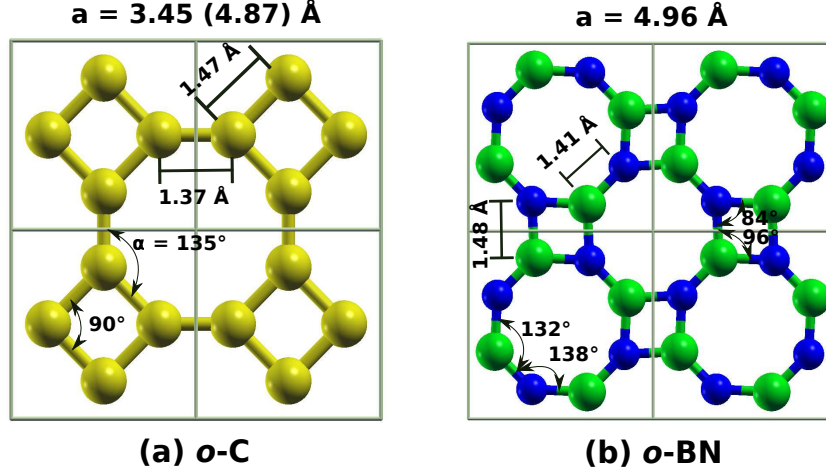 a = 3.45 (4.87) Å
a = 4.96 Å
1.47 Å
1.37 Å
α = 135°
90°
1.41 Å
1.48 Å
84°
96°
132°
138°
(a) o-C
(b) o-BN